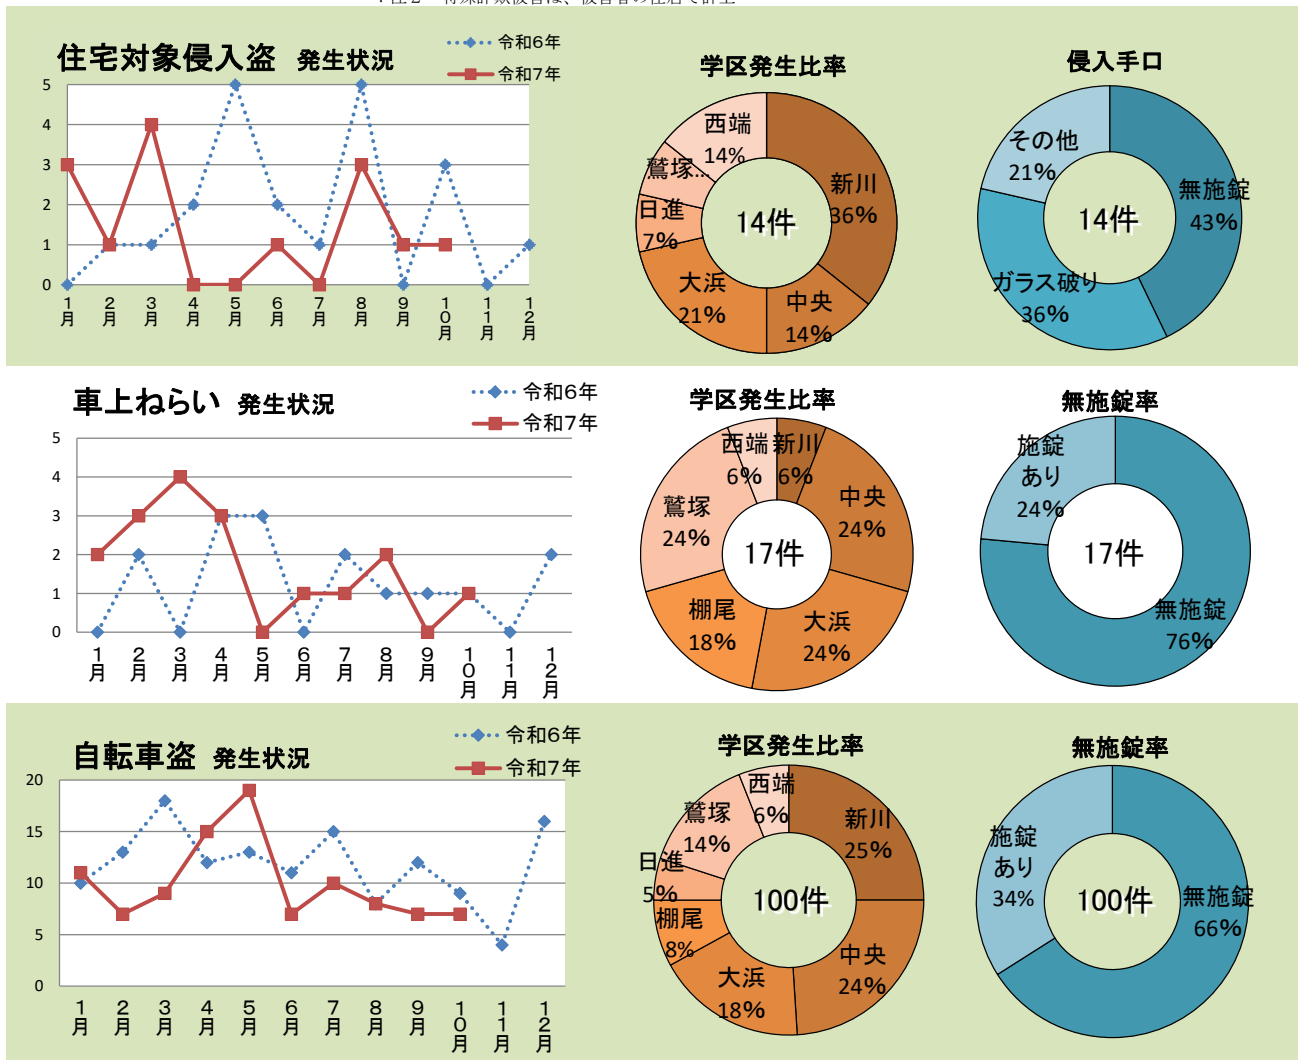 住宅対象侵入盗 発生状況
令和6年
令和7年
5
4
3
2
1
0
1月 2月 3月 4月 5月 6月 7月 8月 9月 10月 11月 12月
学区発生比率
西端 14%
新川 36%
鷲塚...
日進 7%
14件
大浜 21%
中央 14%
侵入手口
その他 21%
無施錠 43%
14件
ガラス破り 36%
車上ねらい 発生状況
令和6年
令和7年
5
4
3
2
1
0
1月 2月 3月 4月 5月 6月 7月 8月 9月 10月 11月 12月
学区発生比率
西端 6%
新川 6%
中央 24%
鷲塚 24%
17件
棚尾 18%
大浜 24%
無施錠率
施錠あり 24%
17件
無施錠 76%
自転車盗 発生状況
令和6年
令和7年
20
15
10
5
0
1月 2月 3月 4月 5月 6月 7月 8月 9月 10月 11月 12月
学区発生比率
西端 6%
新川 25%
鷲塚 14%
日進 5%
100件
棚尾 8%
大浜 18%
中央 24%
無施錠率
施錠あり 34%
100件
無施錠 66%